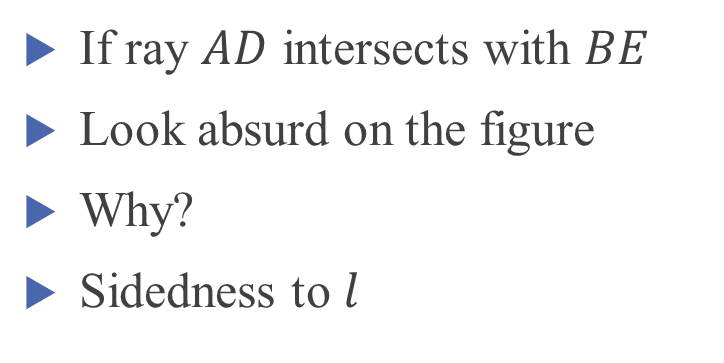 If ray AD intersects with BE
Look absurd on the figure
Why?
Sidedness to l